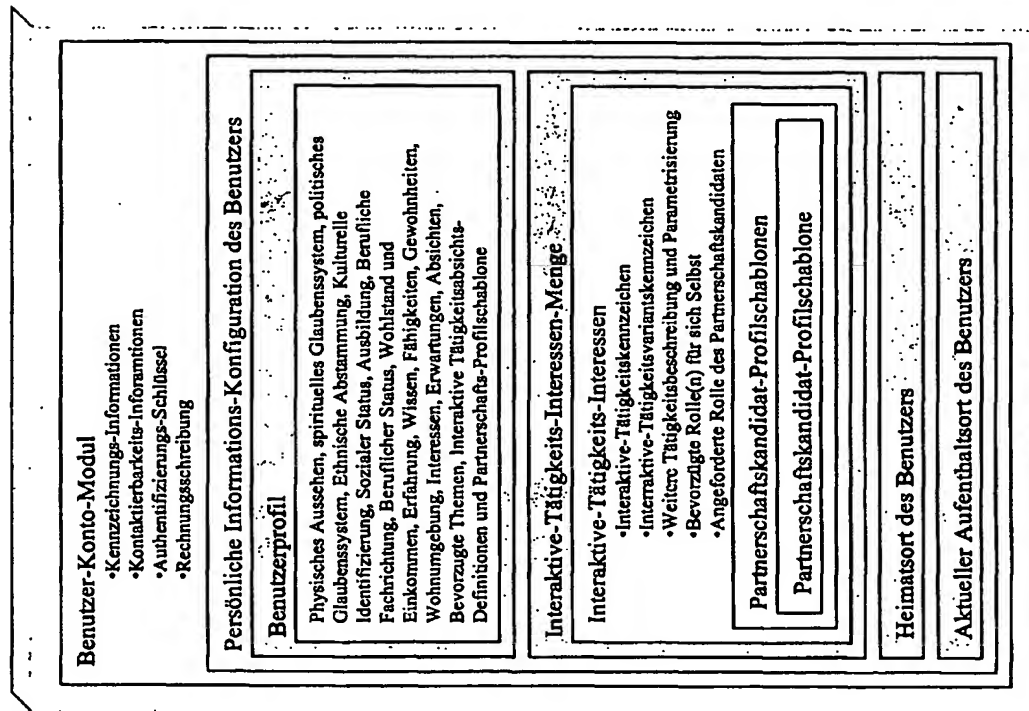 Benutzer-Konto-Modul
•Kennzeichnungs-Informationen
•Kontaktierbarkeits-Inforamtionen
•Authentifizierungs-Schlüssel
•Rechnungsschreibung
Persönliche Informations-Konfiguration des Benutzers
Benutzerprofil
Physisches Aussehen, spirituelles Glaubenssystem, politisches
Glaubenssystem, Ethnische Abstammung, Kulturelle
Identifizierung, Sozialer Status, Ausbildung, Berufliche
Fachrichtung, Beruflicher Status, Wohlstand und
Einkommen, Erfahrung, Wissen, Fähigkeiten, Gewohnheiten,
Wohnumgebung, Interessen, Erwartungen, Absichten,
Bevorzugte Themen, Interaktive Tätigkeitsabsichts-
Definitionen und Partnerschafts-Profilschablone
Interaktive-Tätigkeits-Interessen-Menge
Interaktive-Tätigkeits-Interessen
•Interaktive-Tätigkeitskennzeichen
•Interraktive-Tätigkeitsvariantskennzeichen
•Weitere Tätigkeitsbeschreibung und Parametrisierung
•Bevorzügte Rolle(n) für sich Selbst
•Angeforderte Rolle des Partnerschaftskandidaten
Partnerschaftskandidat-Profilschablonen
Partnerschaftskandidat-Profilschablone
Heimatsort des Benutzers
Aktueller Aufenthaltsort des Benutzers